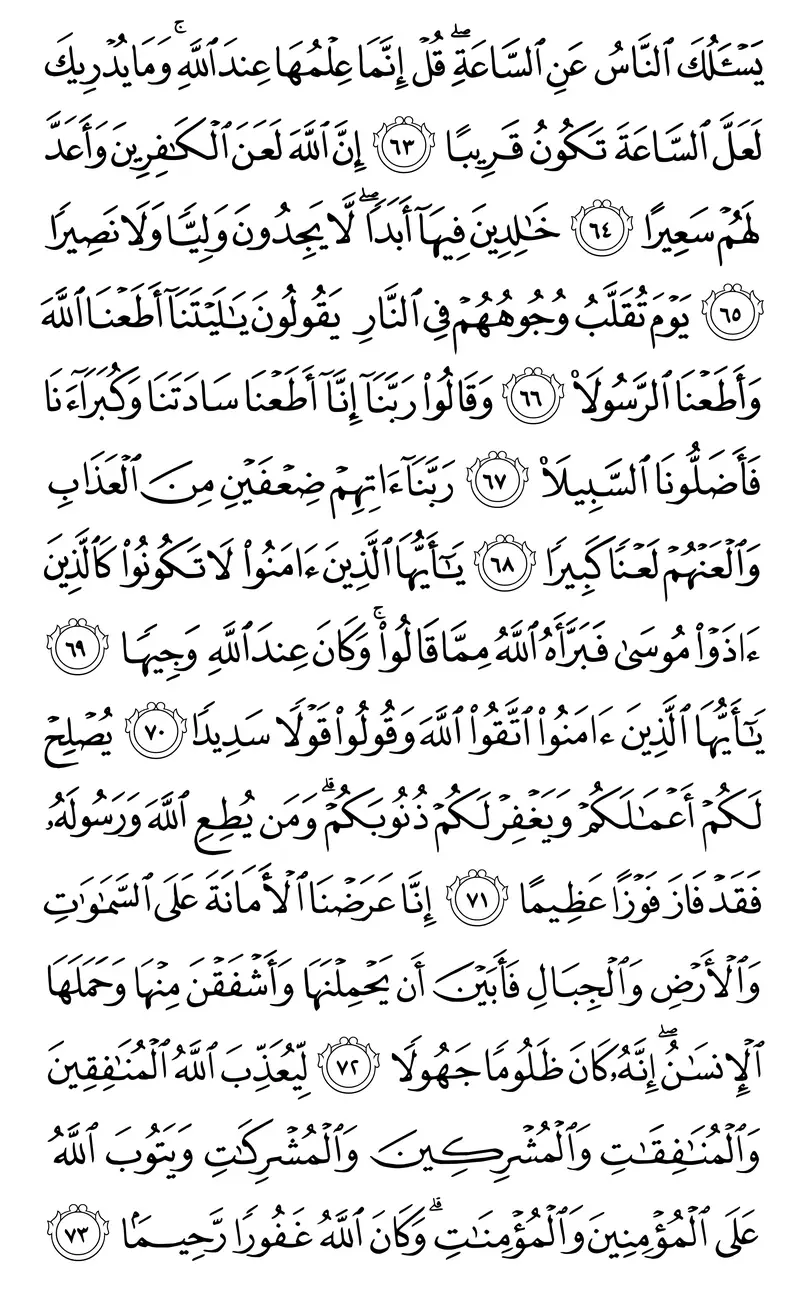 يَسۡـَٔلُكَ ٱلنَّاسُ عَنِ ٱلسَّاعَةِۖ قُلۡ إِنَّمَا عِلۡمُهَا عِندَ ٱللَّهِۚ وَمَا يُدۡرِيكَ
لَعَلَّ ٱلسَّاعَةَ تَكُونُ قَرِيبًا ٦٣ إِنَّ ٱللَّهَ لَعَنَ ٱلۡكَٰفِرِينَ وَأَعَدَّ
لَهُمۡ سَعِيرًا ٦٤ خَٰلِدِينَ فِيهَآ أَبَدٗاۖ لَّا يَجِدُونَ وَلِيّٗا وَلَا نَصِيرٗا
٦٥ يَوۡمَ تُقَلَّبُ وُجُوهُهُمۡ فِي ٱلنَّارِ يَقُولُونَ يَٰلَيۡتَنَآ أَطَعۡنَا ٱللَّهَ
وَأَطَعۡنَا ٱلرَّسُولَا۠ ٦٦ وَقَالُواْ رَبَّنَآ إِنَّآ أَطَعۡنَا سَادَتَنَا وَكُبَرَآءَنَا
فَأَضَلُّونَا ٱلسَّبِيلَا۠ ٦٧ رَبَّنَآ ءَاتِهِمۡ ضِعۡفَيۡنِ مِنَ ٱلۡعَذَابِ
وَٱلۡعَنۡهُمۡ لَعۡنٗا كَبِيرٗا ٦٨ يَٰٓأَيُّهَا ٱلَّذِينَ ءَامَنُواْ لَا تَكُونُواْ كَٱلَّذِينَ
ءَاذَوۡاْ مُوسَىٰ فَبَرَّأَهُ ٱللَّهُ مِمَّا قَالُواْۚ وَكَانَ عِندَ ٱللَّهِ وَجِيهٗا ٦٩
يَٰٓأَيُّهَا ٱلَّذِينَ ءَامَنُواْ ٱتَّقُواْ ٱللَّهَ وَقُولُواْ قَوۡلٗا سَدِيدٗا ٧٠ يُصۡلِحۡ
لَكُمۡ أَعۡمَٰلَكُمۡ وَيَغۡفِرۡ لَكُمۡ ذُنُوبَكُمۡۗ وَمَن يُطِعِ ٱللَّهَ وَرَسُولَهُۥ
فَقَدۡ فَازَ فَوۡزًا عَظِيمًا ٧١ إِنَّا عَرَضۡنَا ٱلۡأَمَانَةَ عَلَى ٱلسَّمَٰوَٰتِ
وَٱلۡأَرۡضِ وَٱلۡجِبَالِ فَأَبَيۡنَ أَن يَحۡمِلۡنَهَا وَأَشۡفَقۡنَ مِنۡهَا وَحَمَلَهَا
ٱلۡإِنسَٰنُۖ إِنَّهُۥ كَانَ ظَلُومٗا جَهُولٗا ٧٢ لِّيُعَذِّبَ ٱللَّهُ ٱلۡمُنَٰفِقِينَ
وَٱلۡمُنَٰفِقَٰتِ وَٱلۡمُشۡرِكِينَ وَٱلۡمُشۡرِكَٰتِ وَيَتُوبَ ٱللَّهُ
عَلَى ٱلۡمُؤۡمِنِينَ وَٱلۡمُؤۡمِنَٰتِۗ وَكَانَ ٱللَّهُ غَفُورٗا رَّحِيمَۢا ٧٣